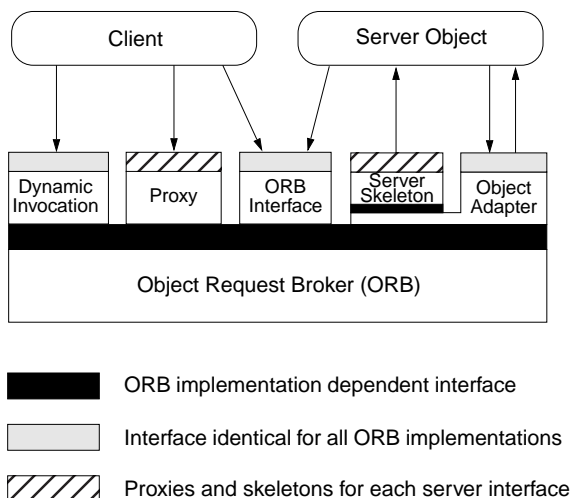 Client
Server Object
Dynamic
Invocation
Proxy
ORB
Interface
Server
Skeleton
Object
Adapter
Object Request Broker (ORB)
ORB implementation dependent interface
Interface identical for all ORB implementations
Proxies and skeletons for each server interface